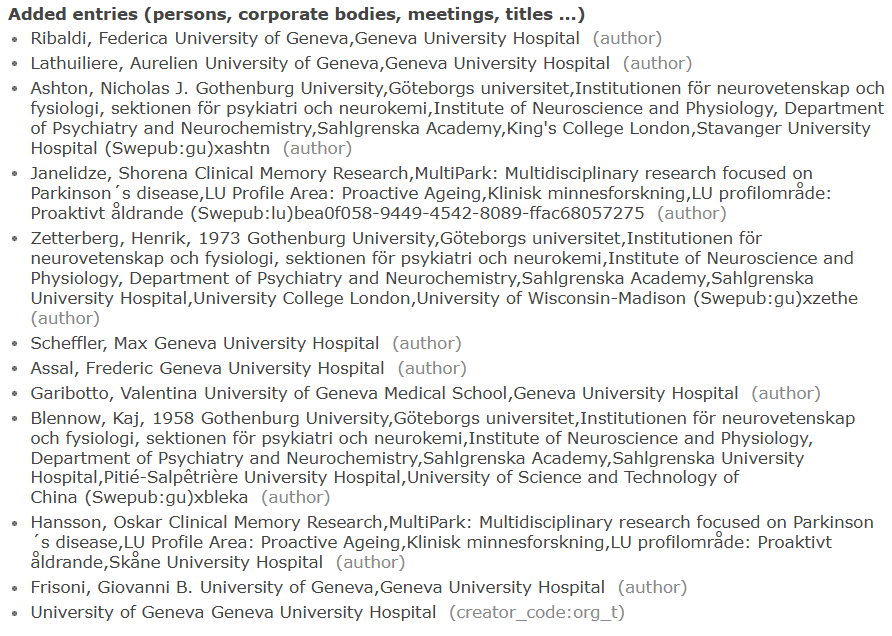 Added entries (persons, corporate bodies, meetings, titles ...)
Ribaldi, Federica University of Geneva,Geneva University Hospital (author)
Lathuiliere, Aurelien University of Geneva,Geneva University Hospital (author)
Ashton, Nicholas J. Gothenburg University,Göteborgs universitet,Institutionen för neurovetenskap och
fysiologi, sektionen för psykiatri och neurokemi,Institute of Neuroscience and Physiology, Department
of Psychiatry and Neurochemistry,Sahlgrenska Academy,King's College London,Stavanger University
Hospital (Swepub:gu)xashtn (author)
Janelidze, Shorena Clinical Memory Research,MultiPark: Multidisciplinary research focused on
Parkinson´s disease,LU Profile Area: Proactive Ageing,Klinisk minnesforskning,LU profilområde:
Proaktivt åldrande (Swepub:lu)bea0f058-9449-4542-8089-ffac68057275 (author)
Zetterberg, Henrik, 1973 Gothenburg University,Göteborgs universitet,Institutionen för
neurovetenskap och fysiologi, sektionen för psykiatri och neurokemi,Institute of Neuroscience and
Physiology, Department of Psychiatry and Neurochemistry,Sahlgrenska Academy,Sahlgrenska
University Hospital,University College London,University of Wisconsin-Madison (Swepub:gu)xzethe
(author)
Scheffler, Max Geneva University Hospital (author)
Assal, Frederic Geneva University Hospital (author)
Garibotto, Valentina University of Geneva Medical School,Geneva University Hospital (author)
Blennow, Kaj, 1958 Gothenburg University,Göteborgs universitet,Institutionen för neurovetenskap
och fysiologi, sektionen för psykiatri och neurokemi,Institute of Neuroscience and Physiology,
Department of Psychiatry and Neurochemistry,Sahlgrenska Academy,Sahlgrenska University
Hospital,Pitié-Salpêtrière University Hospital,University of Science and Technology of
China (Swepub:gu)xbleka (author)
Hansson, Oskar Clinical Memory Research,MultiPark: Multidisciplinary research focused on Parkinson
´s disease,LU Profile Area: Proactive Ageing,Klinisk minnesforskning,LU profilområde: Proaktivt
åldrande,Skåne University Hospital (author)
Frisoni, Giovanni B. University of Geneva,Geneva University Hospital (author)
University of Geneva Geneva University Hospital (creator_code:org_t)